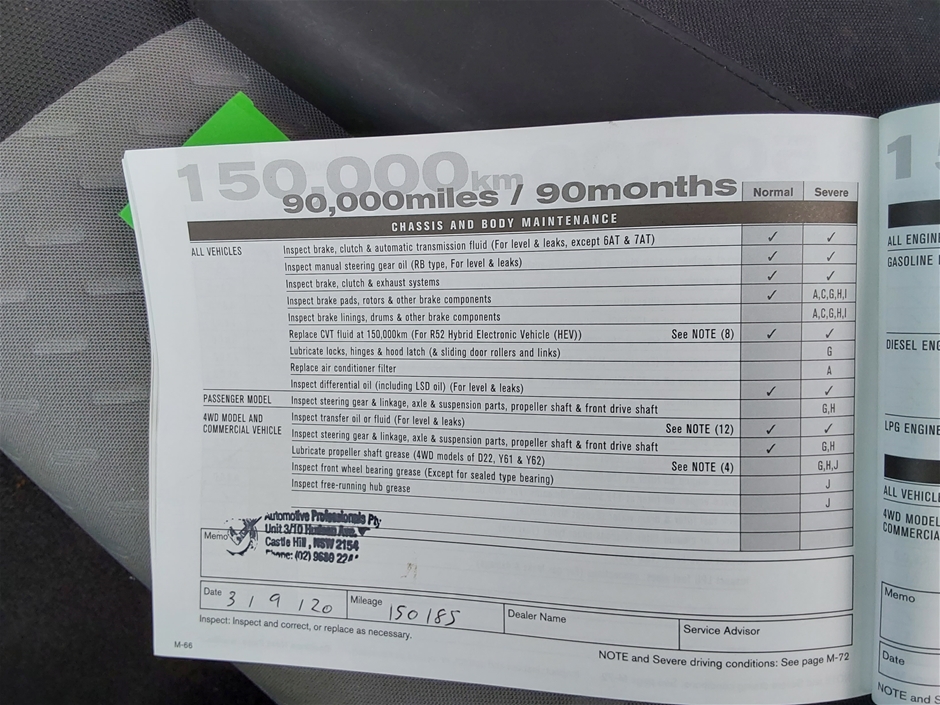 150,000km
90,000miles / 90months Normal Severe
CHASSIS AND BODY MAINTENANCE
ALL VEHICLES Inspect brake, clutch & automatic transmission fluid (For level & leaks, except 6AT & 7AT) ✓ ✓
Inspect manual steering gear oil (RB type, For level & leaks) ✓ ✓
Inspect brake, clutch & exhaust systems ✓ ✓
Inspect brake pads, rotors & other brake components ✓ A,C,G,H,I
Inspect brake linings, drums & other brake components A,C,G,H,I
Replace CVT fluid at 150,000km (For R52 Hybrid Electronic Vehicle (HEV)) See NOTE (8) ✓ ✓
Lubricate locks, hinges & hood latch (& sliding door rollers and links) G
Replace air conditioner filter A
Inspect differential oil (including LSD oil) (For level & leaks) ✓ ✓
PASSENGER MODEL Inspect steering gear & linkage, axle & suspension parts, propeller shaft & front drive shaft G,H
4WD MODEL AND Inspect transfer oil or fluid (For level & leaks) See NOTE (12) ✓ ✓
COMMERCIAL VEHICLE Inspect steering gear & linkage, axle & suspension parts, propeller shaft & front drive shaft ✓ G,H
Lubricate propeller shaft grease (4WD models of D22, Y61 & Y62) See NOTE (4) G,H,J
Inspect front wheel bearing grease (Except for sealed type bearing) J
Inspect free-running hub grease J
Memo
Automotive Professionals Pty
Unit 3/10
Castle Hill, NSW 2154
Phone: (02) 9680
Date 3/9/20 Mileage 150185 Dealer Name Service Advisor
Inspect: Inspect and correct, or replace as necessary.
M-66 NOTE and Severe driving conditions: See page M-72
1
ALL ENGINE
GASOLINE
DIESEL ENG
LPG ENGINE
ALL VEHICLE
4WD MODEL
COMMERCIA
Memo
Date
NOTE and S